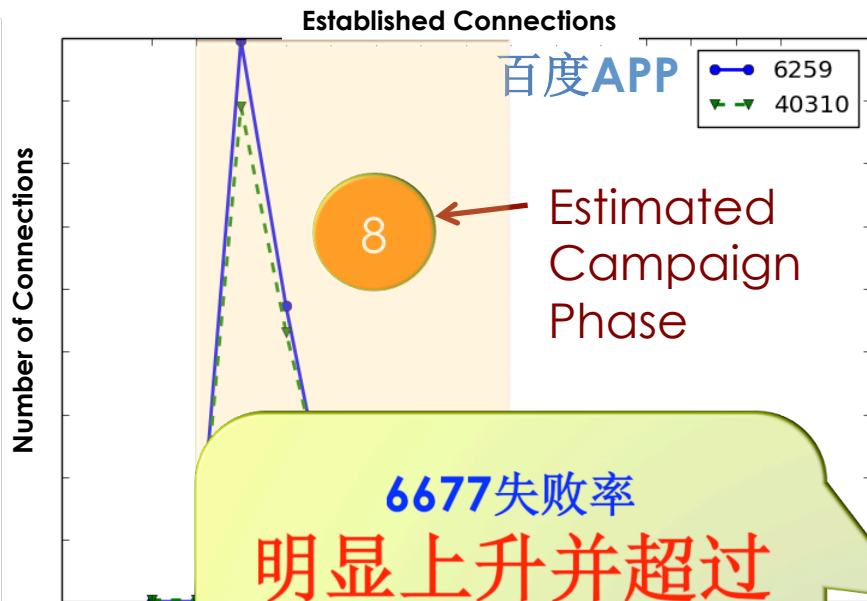 Established Connections
百度APP
6259
40310
Number of Connections
8
Estimated
Campaign
Phase
6677失败率
明显上升并超过